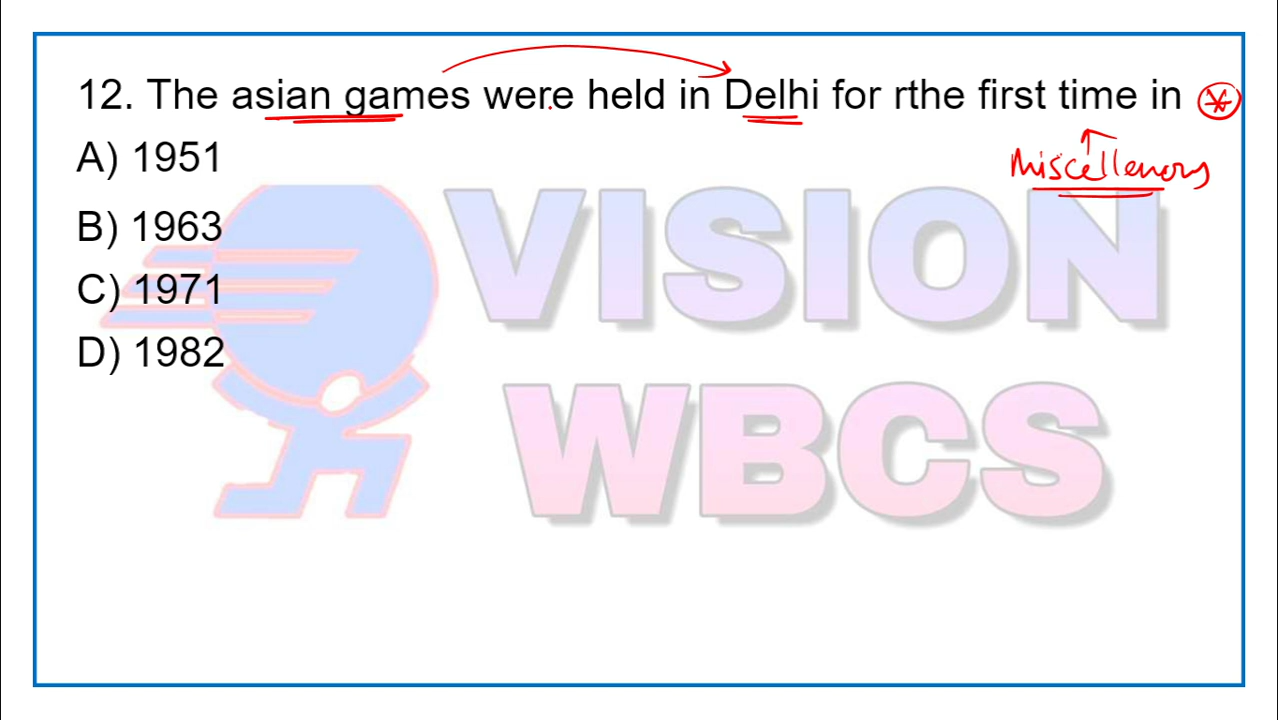 12. The asian games were held in Delhi for rthe first time in
Miscellenory
A) 1951
B) 1963
C) 1971
D) 1982
VISION
WBCS